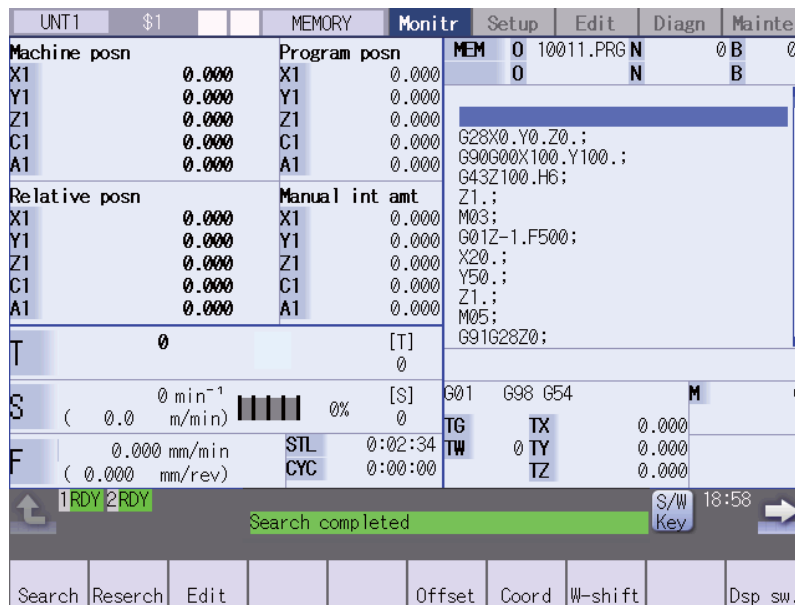 UNT1 $1 MEMORY Monitr Setup Edit Diagn Mainte
Machine posn
X1 0.000
Y1 0.000
Z1 0.000
C1 0.000
A1 0.000
Program posn
X1 0.000
Y1 0.000
Z1 0.000
C1 0.000
A1 0.000
Relative posn
X1 0.000
Y1 0.000
Z1 0.000
C1 0.000
A1 0.000
Manual int amt
X1 0.000
Y1 0.000
Z1 0.000
C1 0.000
A1 0.000
T 0 [T]
0
S 0 min⁻¹ 0% [S]
( 0.0 m/min) 0
F 0.000 mm/min
( 0.000 mm/rev)
STL 0:02:34
CYC 0:00:00
MEM O 10011.PRG N 0 B
O N B
G28X0.Y0.Z0.;
G90G00X100.Y100.;
G43Z100.H6;
Z1.;
M03;
G01Z-1.F500;
X20.;
Y50.;
Z1.;
M05;
G91G28Z0;
G01 G98 G54 M
TG TX 0.000
TW 0 TY 0.000
TZ 0.000
1RDY 2RDY
Search completed
S/W Key
18:58
Search Reserch Edit Offset Coord W-shift Dsp sw.